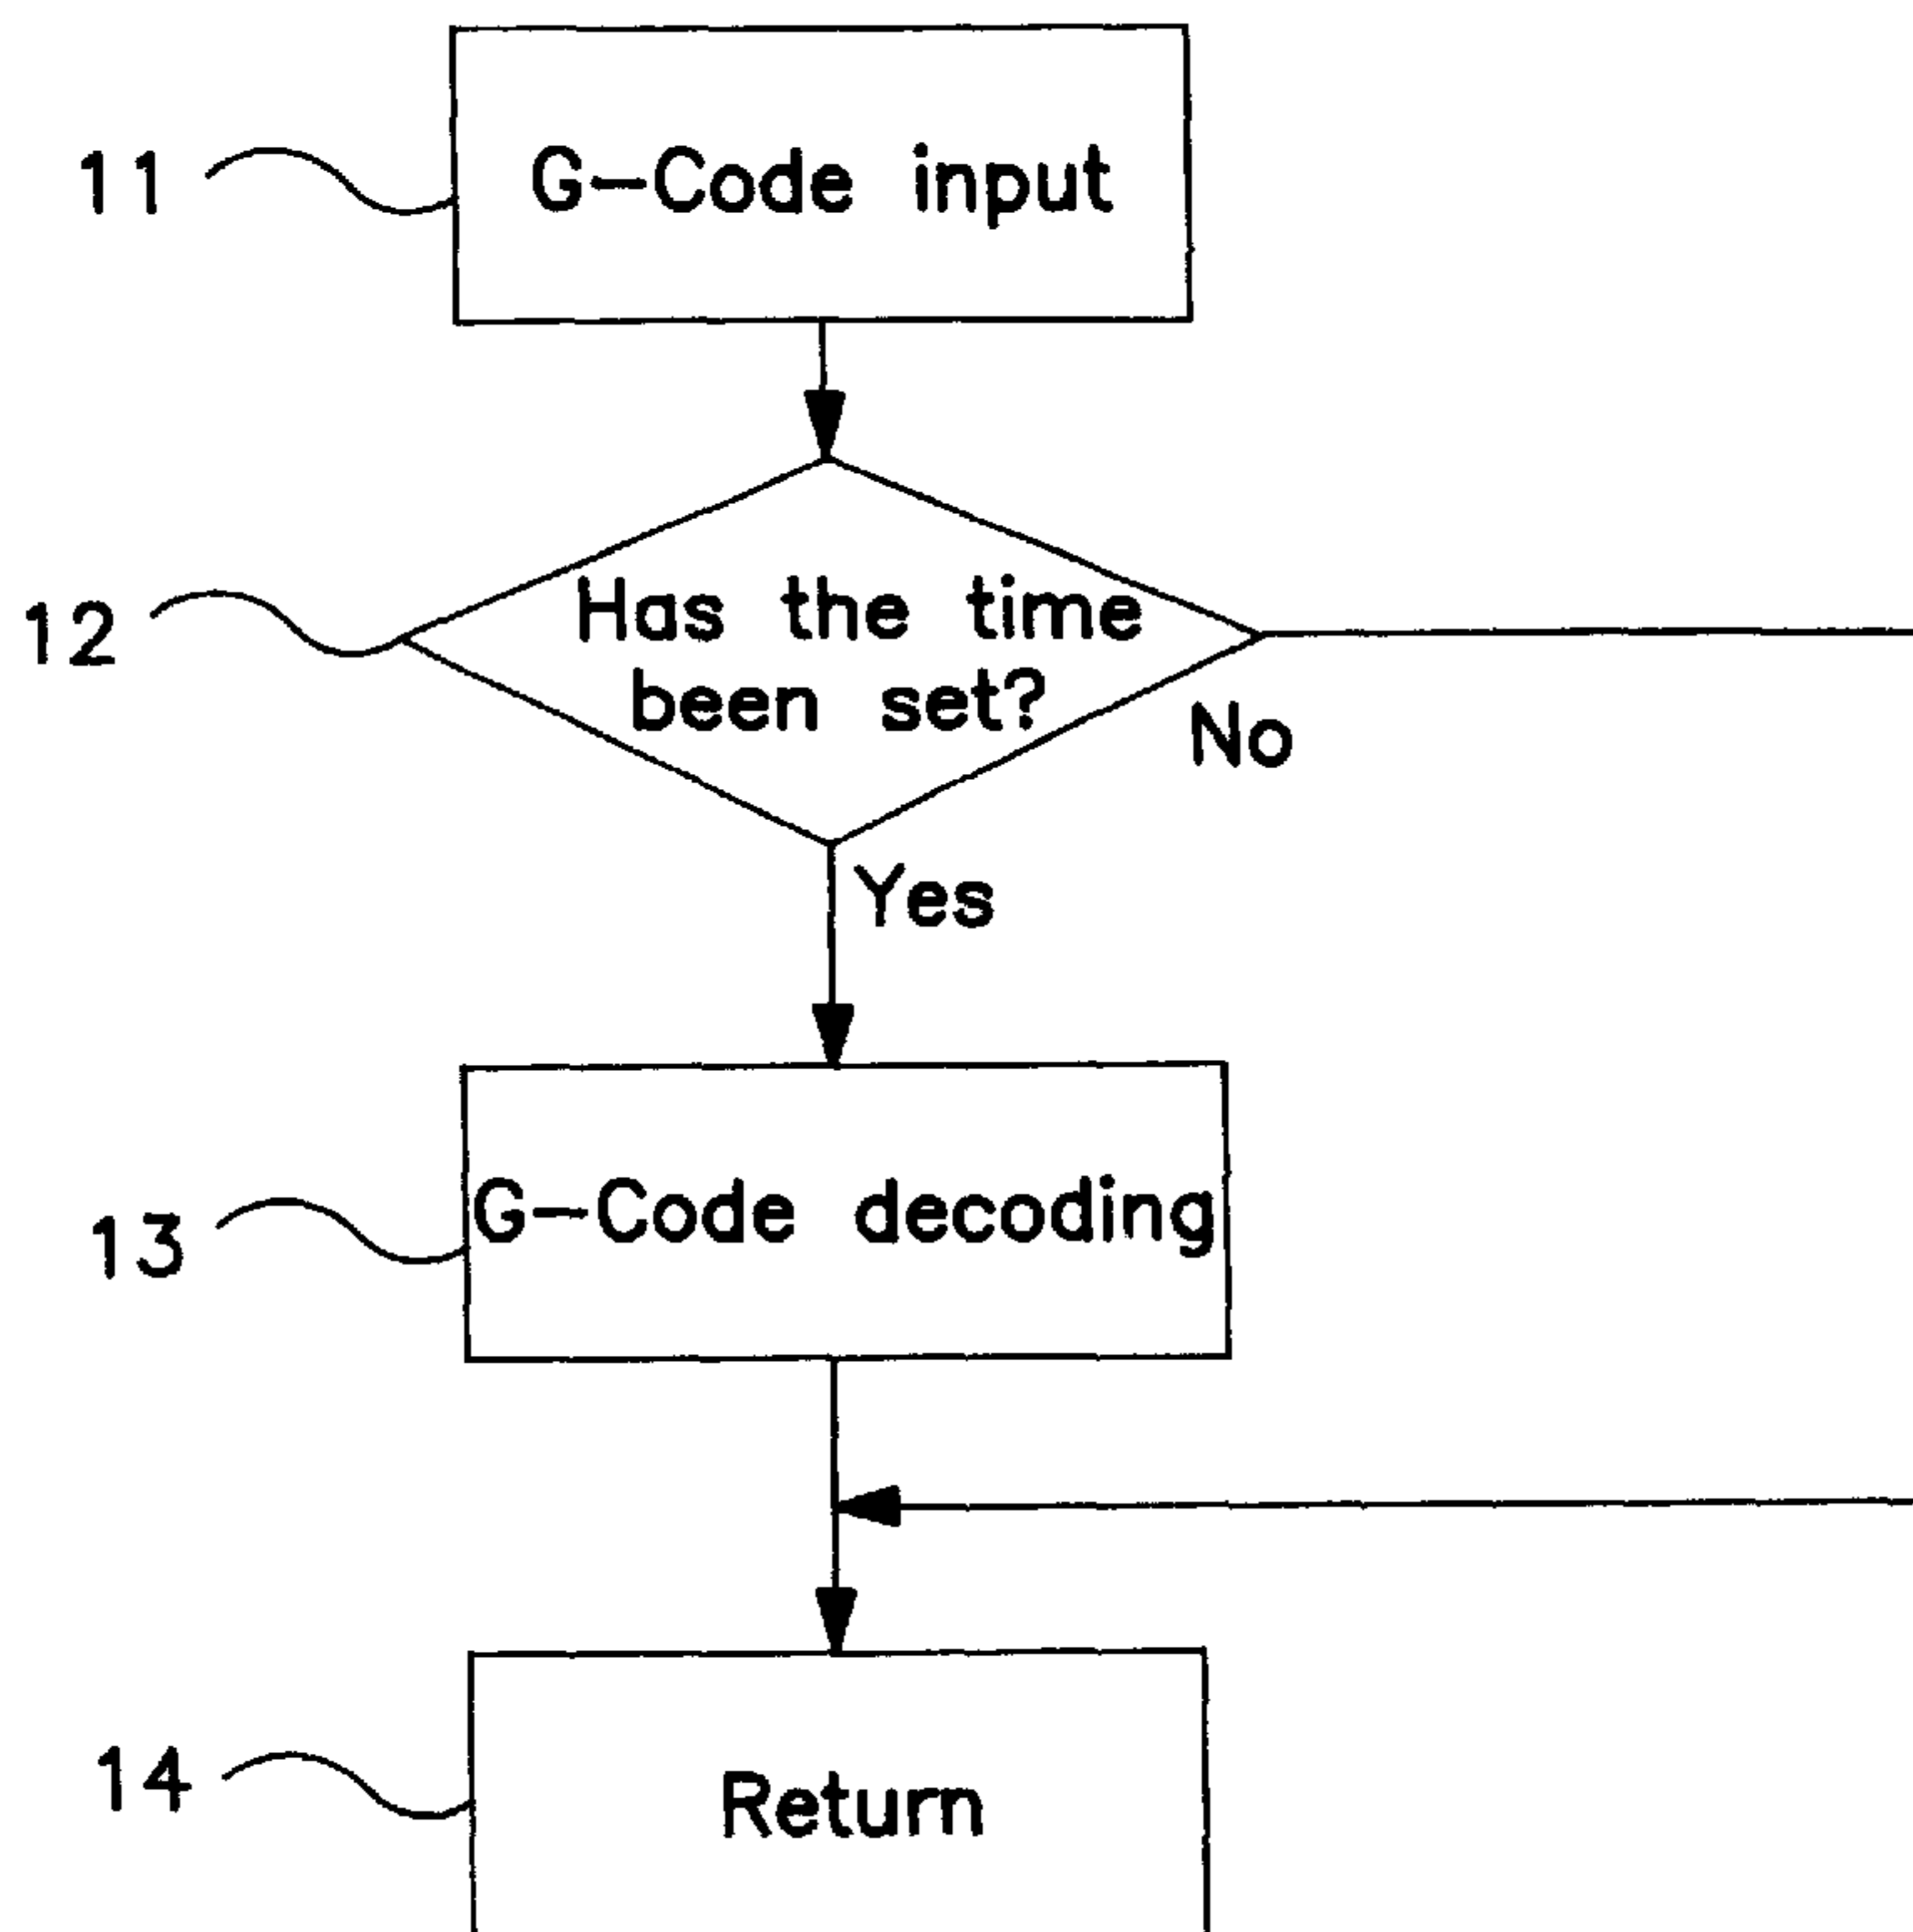 11
G-Code input
12
Has the time
been set?
No
Yes
13
G-Code decoding
14
Return